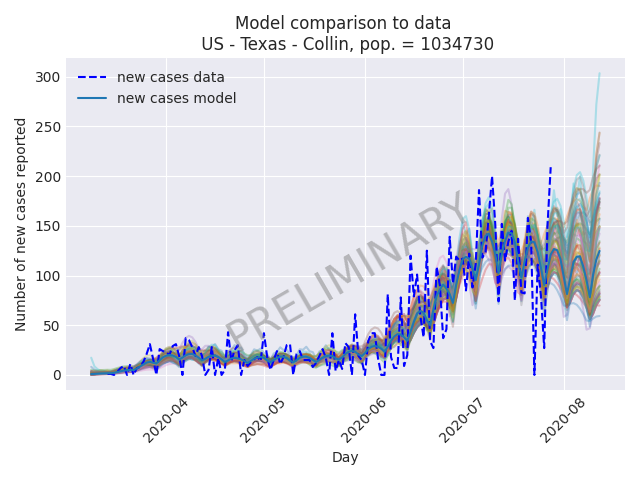 Model comparison to data
US - Texas - Collin, pop. = 1034730
new cases data
new cases model
PRELIMINARY
Number of new cases reported
300
250
200
150
100
50
0
2020-04
2020-05
2020-06
2020-07
2020-08
Day